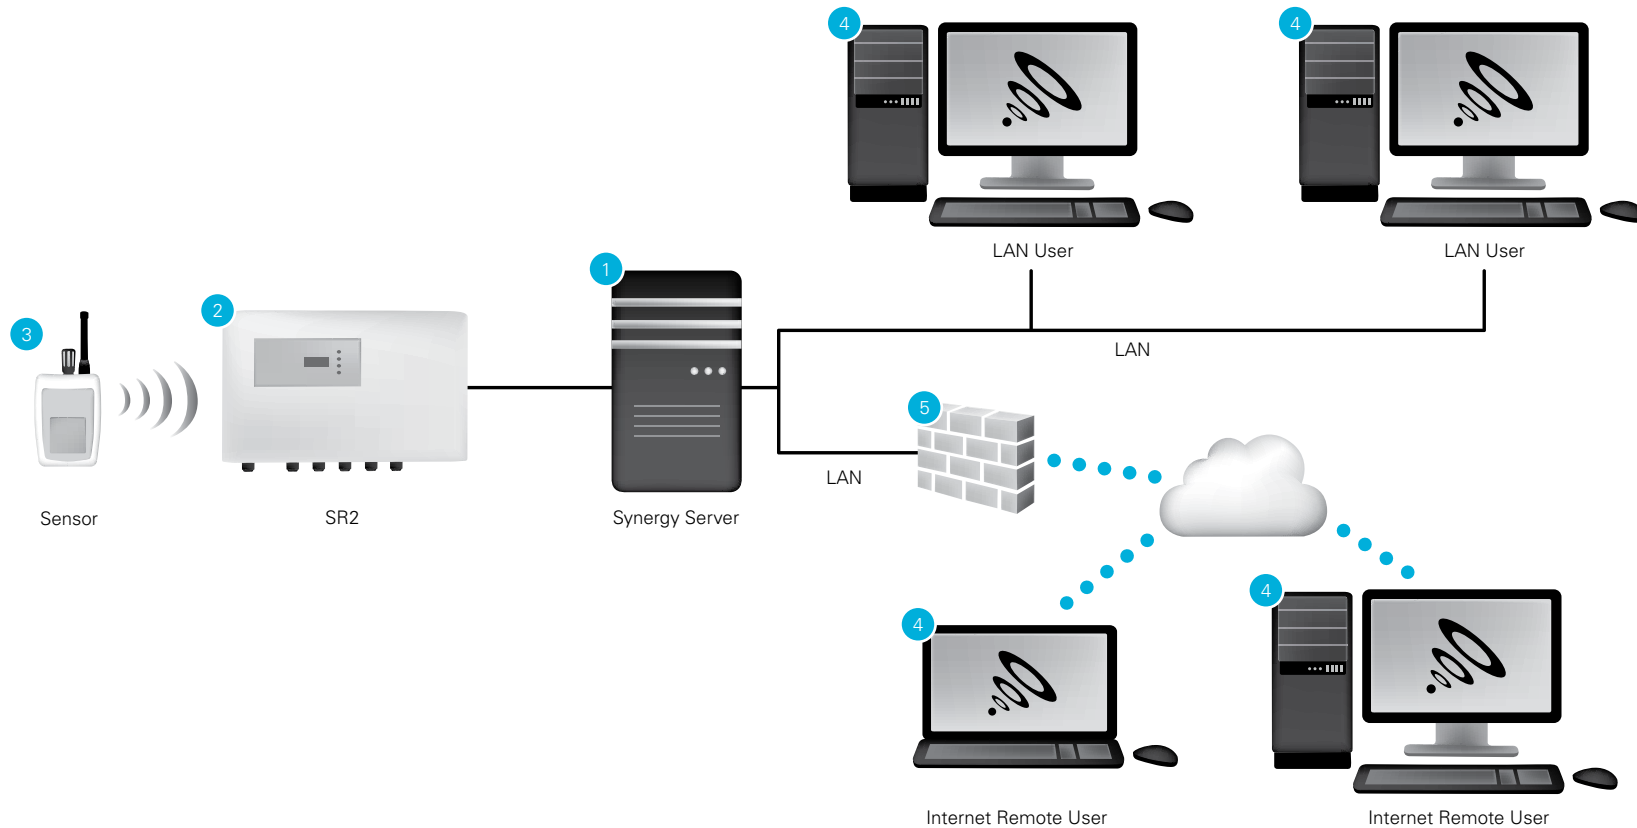 4
4
LAN User
LAN User
1
2
3
LAN
5
LAN
Sensor
SR2
Synergy Server
4
4
Internet Remote User
Internet Remote User